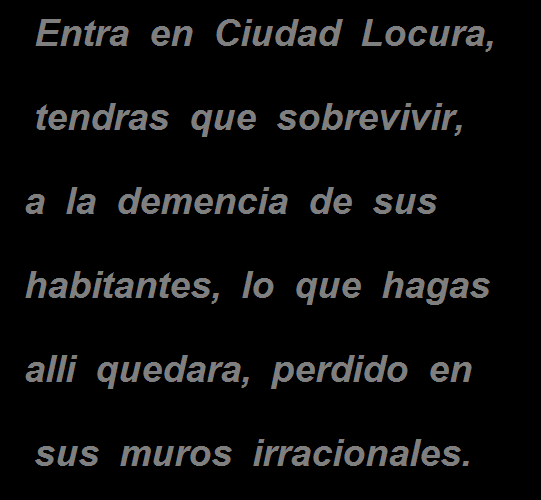 Entra en Ciudad Locura,
tendras que sobrevivir,
a la demencia de sus
habitantes, lo que hagas
alli quedara, perdido en
sus muros irracionales.